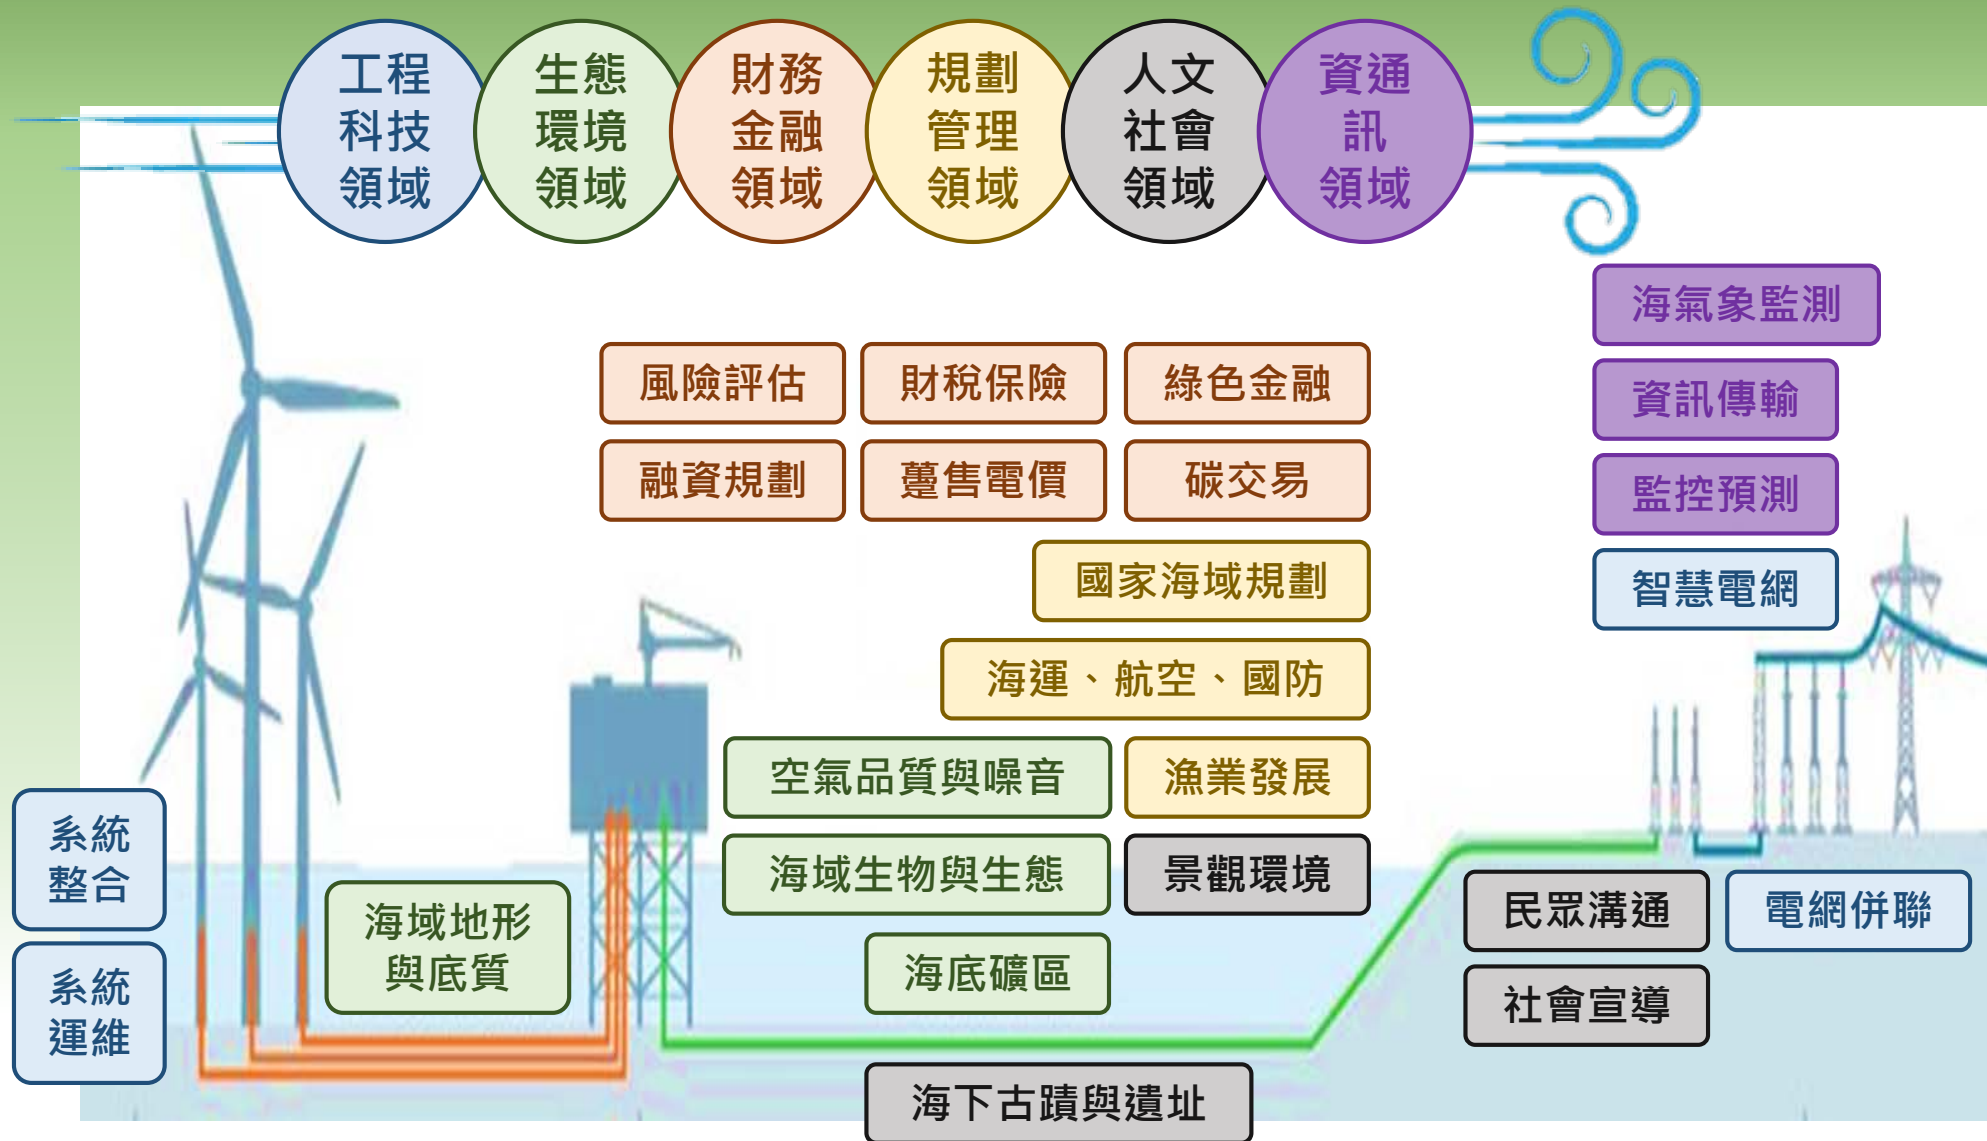 工程
科技
領域
生態
環境
領域
財務
金融
領域
規劃
管理
領域
人文
社會
領域
資通
訊
領域
海氣象監測
資訊傳輸
監控預測
智慧電網
風險評估
財稅保險
綠色金融
融資規劃
躉售電價
碳交易
國家海域規劃
海運、航空、國防
空氣品質與噪音
漁業發展
海域生物與生態
景觀環境
海底礦區
海下古蹟與遺址
系統
整合
系統
運維
海域地形
與底質
民眾溝通
電網併聯
社會宣導